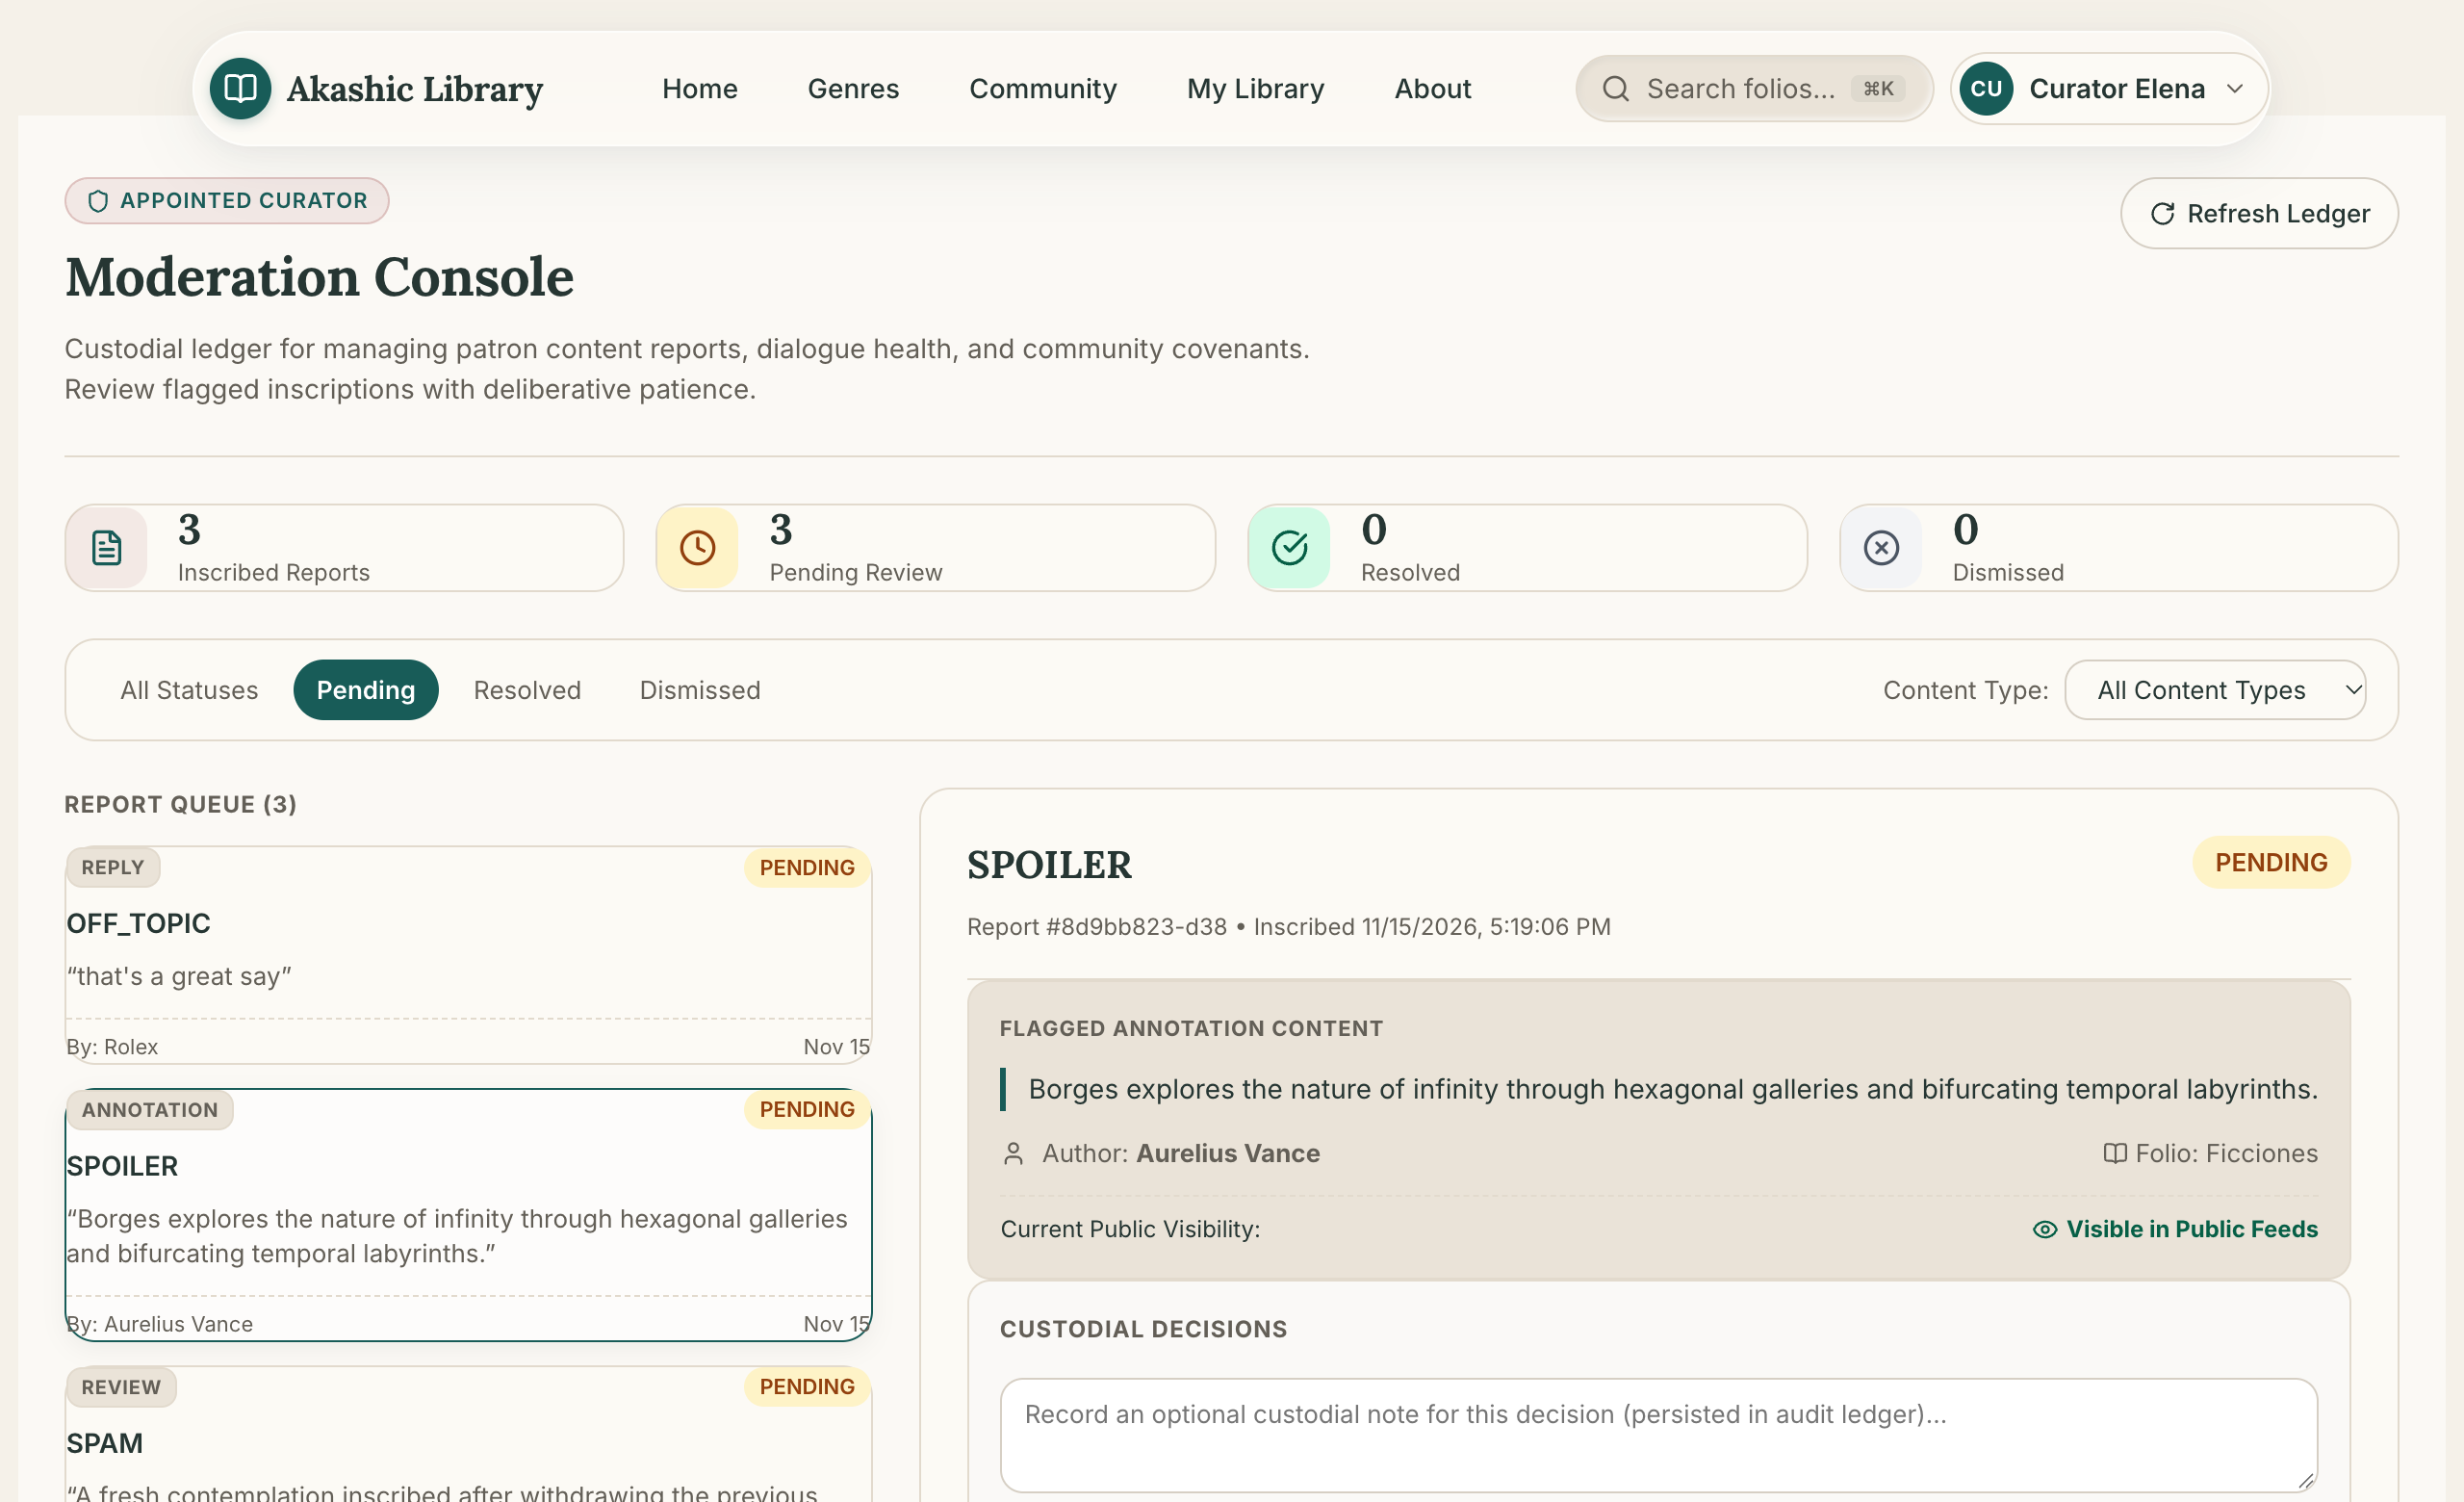 Akashic Library
Home
Genres
Community
My Library
About
Search folios...
⌘K
CU
Curator Elena
APPOINTED CURATOR
Refresh Ledger
Moderation Console
Custodial ledger for managing patron content reports, dialogue health, and community covenants.
Review flagged inscriptions with deliberative patience.
3
Inscribed Reports
3
Pending Review
0
Resolved
0
Dismissed
All Statuses
Pending
Resolved
Dismissed
Content Type:
All Content Types
REPORT QUEUE (3)
REPLY
PENDING
OFF_TOPIC
“that's a great say”
By: Rolex
Nov 15
ANNOTATION
PENDING
SPOILER
“Borges explores the nature of infinity through hexagonal galleries
and bifurcating temporal labyrinths.”
By: Aurelius Vance
Nov 15
REVIEW
PENDING
SPAM
“A fresh contemplation inscribed after withdrawing the previous
SPOILER
PENDING
Report #8d9bb823-d38 • Inscribed 11/15/2026, 5:19:06 PM
FLAGGED ANNOTATION CONTENT
Borges explores the nature of infinity through hexagonal galleries and bifurcating temporal labyrinths.
Author: Aurelius Vance
Folio: Ficciones
Current Public Visibility:
Visible in Public Feeds
CUSTODIAL DECISIONS
Record an optional custodial note for this decision (persisted in audit ledger)...